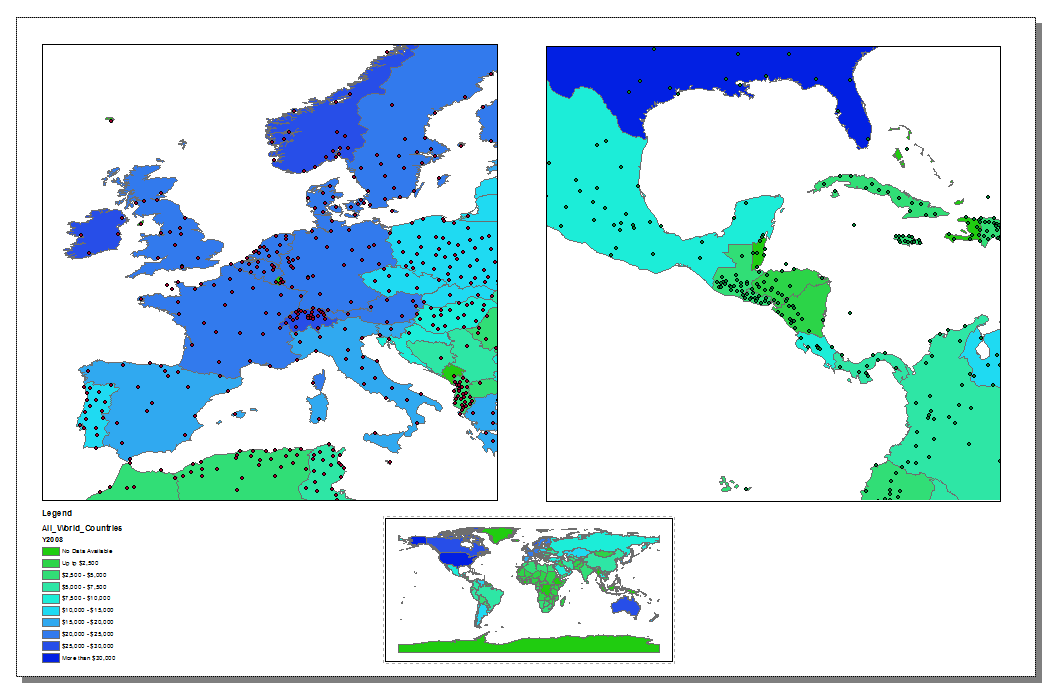 Legend
All_World_Countries
Y2008
No Data Available
Up to $2,500
$2,500 - $5,000
$5,000 - $7,500
$7,500 - $10,000
$10,000 - $15,000
$15,000 - $20,000
$20,000 - $25,000
$25,000 - $30,000
More than $30,000